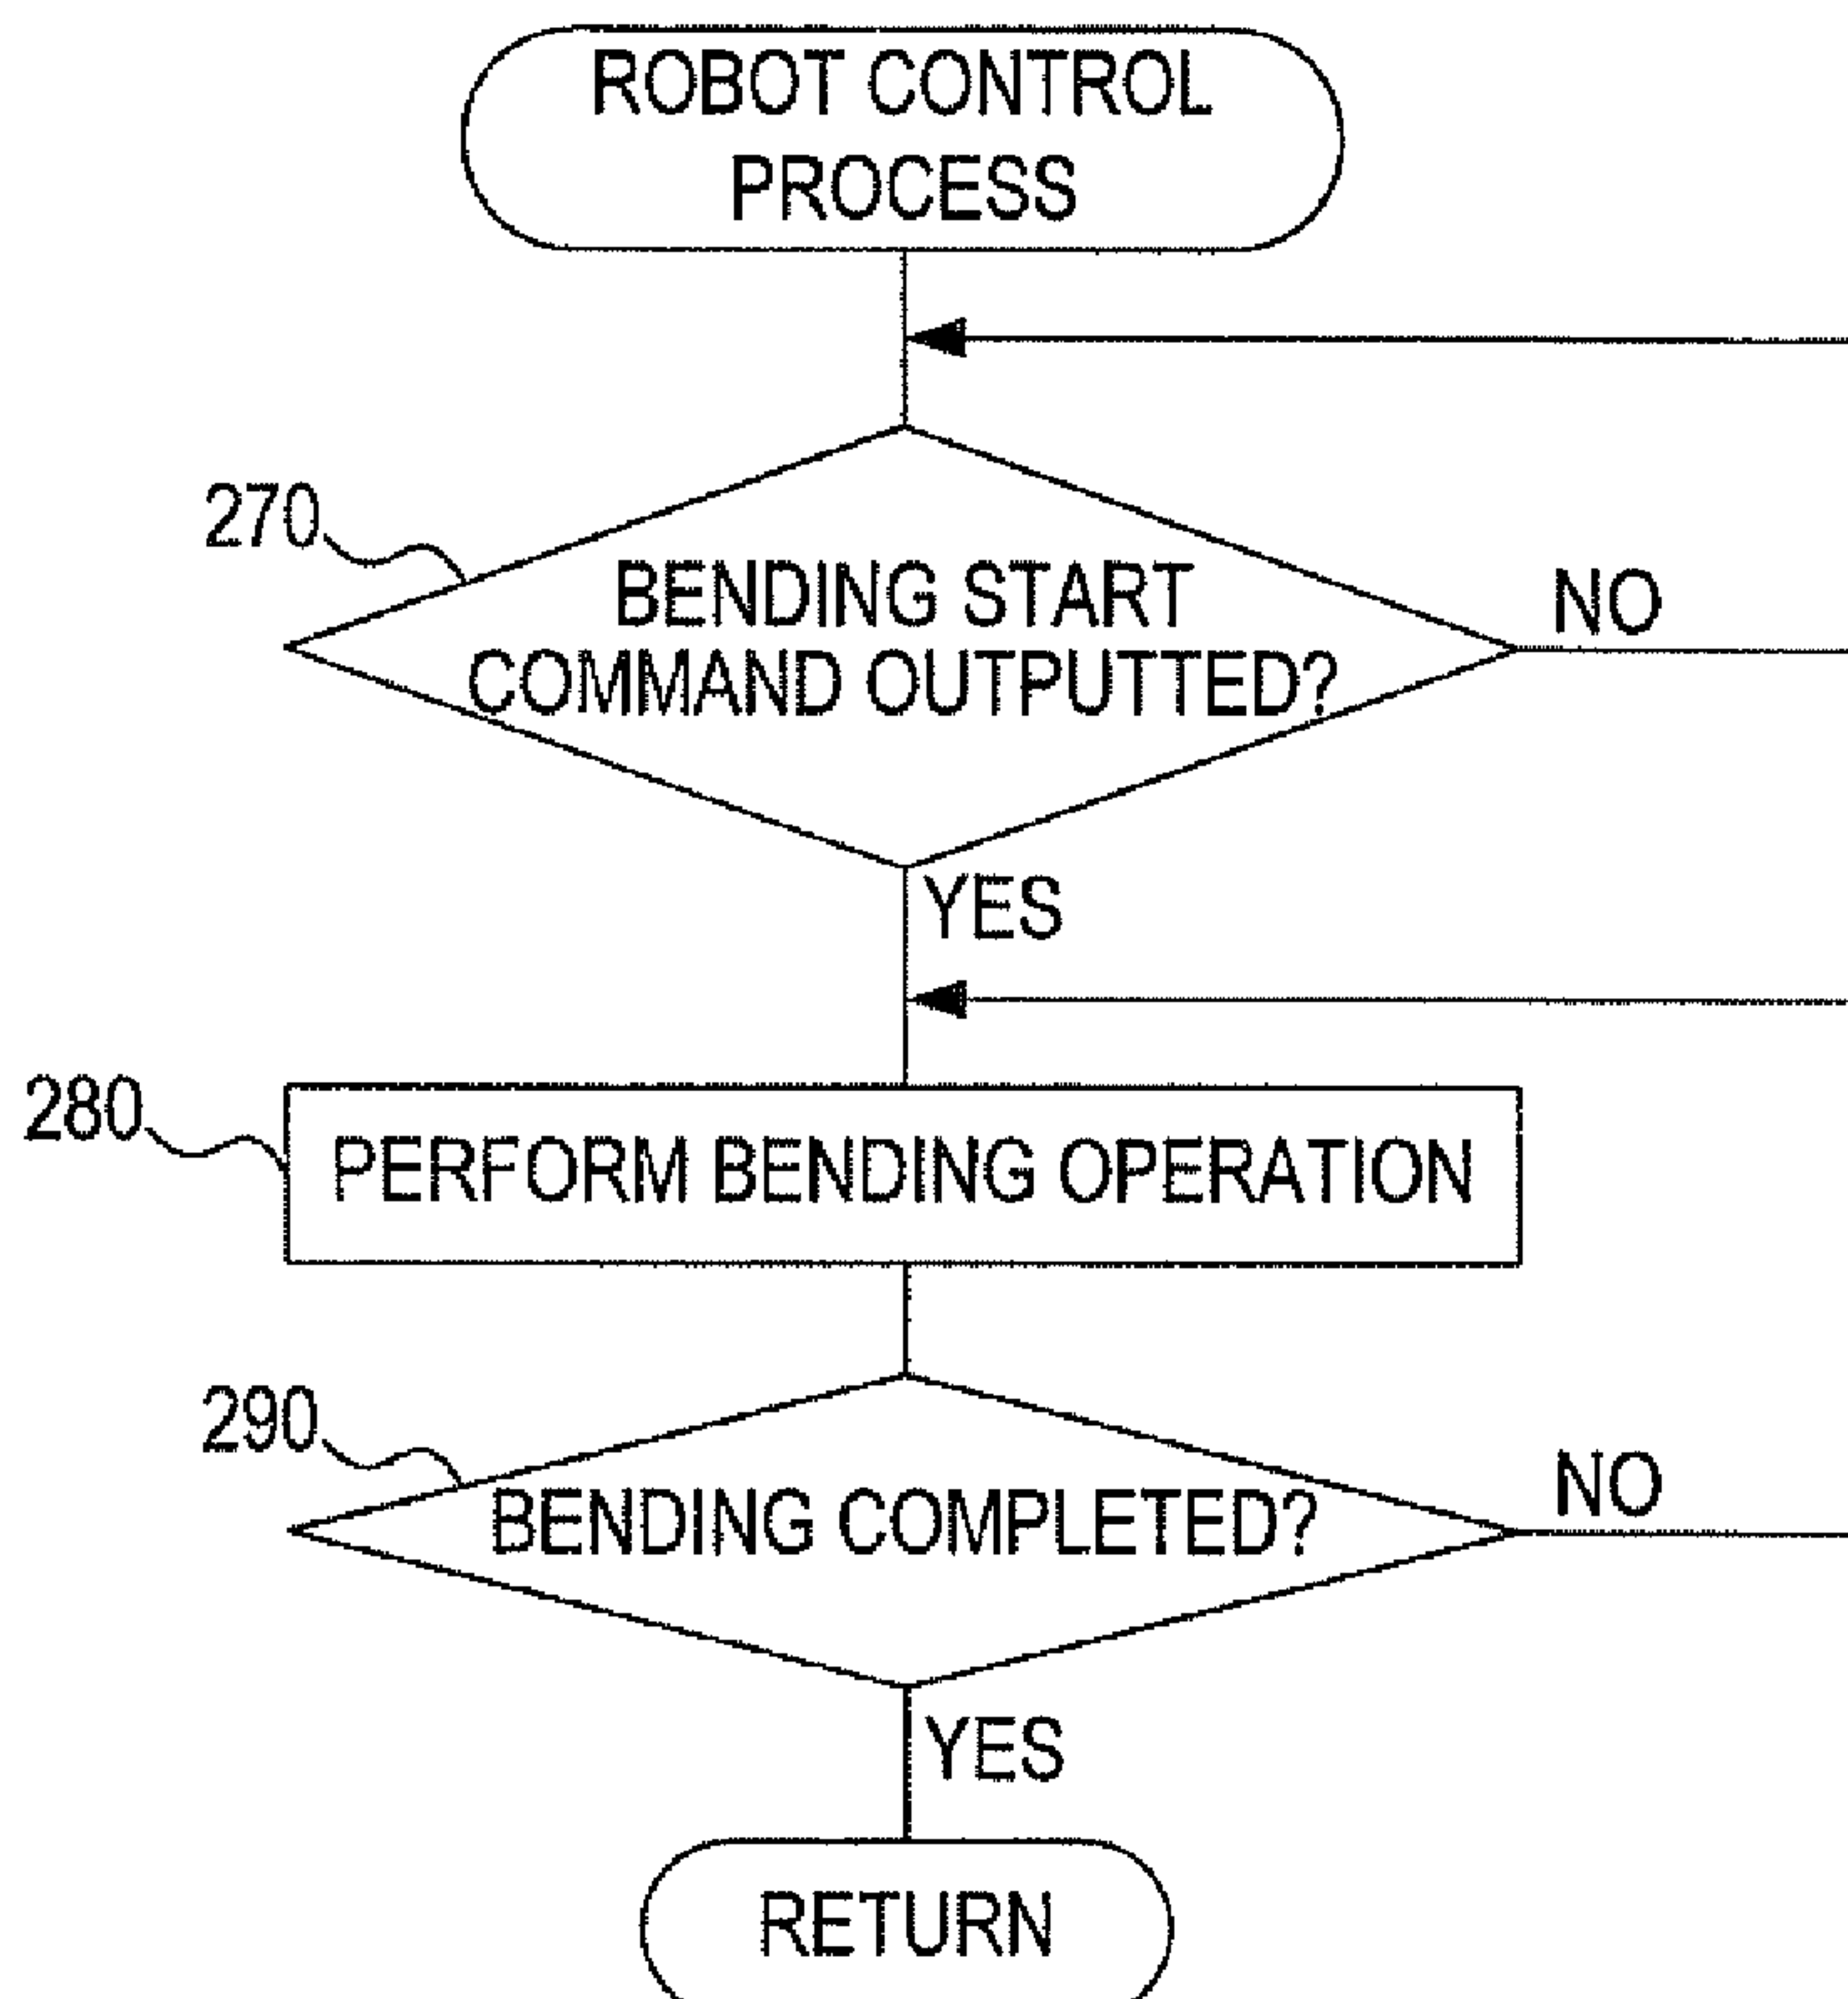 ROBOT CONTROL
PROCESS
270
BENDING START
COMMAND OUTPUTTED?
NO
YES
280
PERFORM BENDING OPERATION
290
BENDING COMPLETED?
NO
YES
RETURN